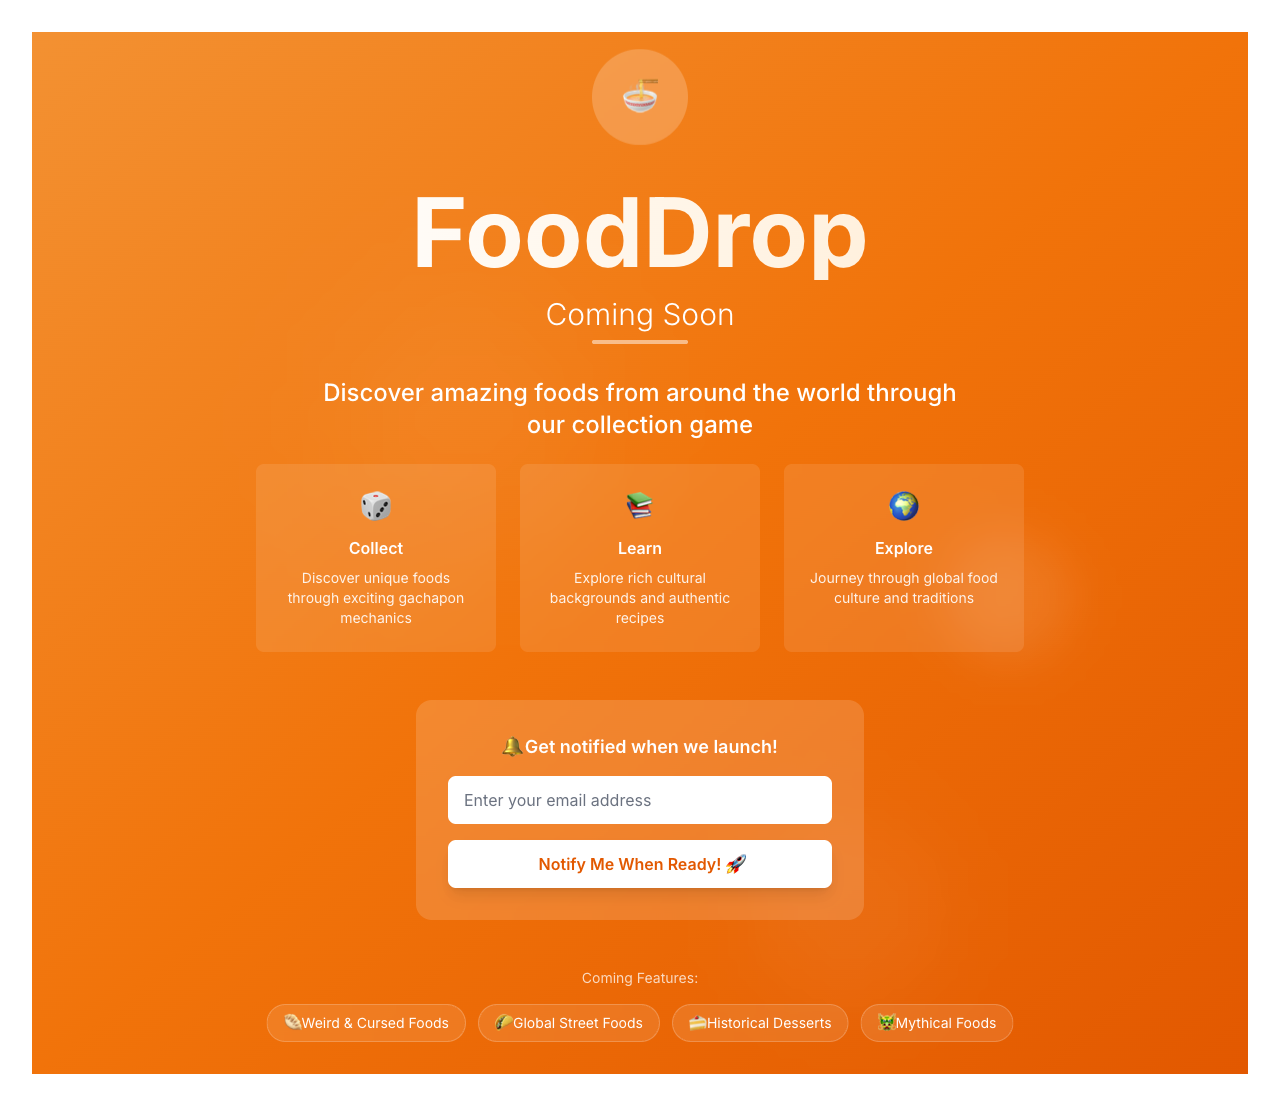 FoodDrop
Coming Soon
Discover amazing foods from around the world through
our collection game
Collect
Discover unique foods
through exciting gachapon
mechanics
Learn
Explore rich cultural
backgrounds and authentic
recipes
Explore
Journey through global food
culture and traditions
🔔Get notified when we launch!
Enter your email address
Notify Me When Ready! 🚀
Coming Features:
Weird & Cursed Foods
🌮Global Street Foods
🍰Historical Desserts
Mythical Foods